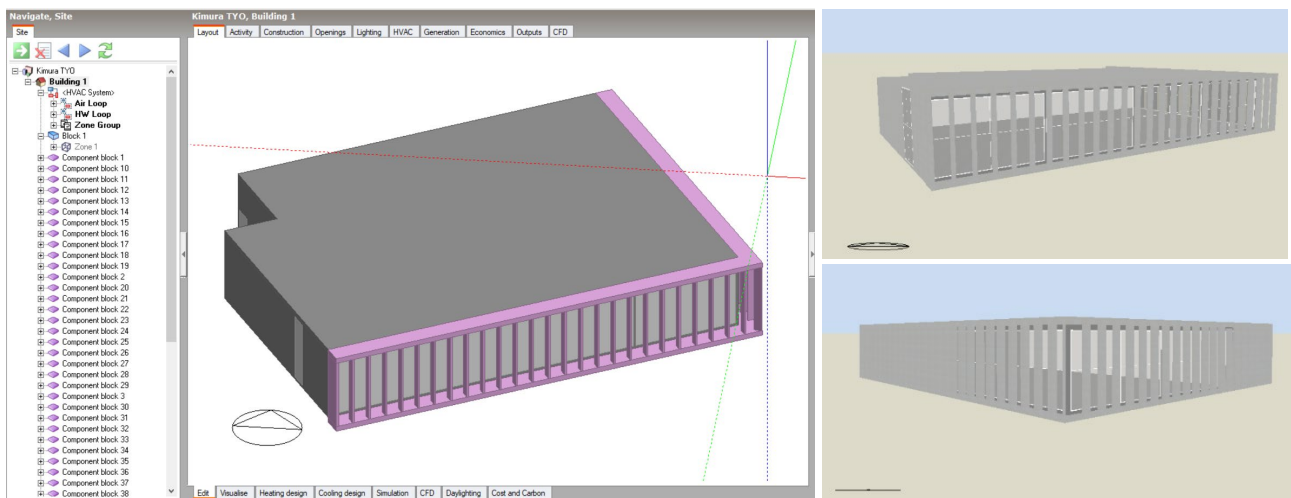 Navigate, Site
Site
Kimura TYO
Building 1
<HVAC System>
Air Loop
HW Loop
Zone Group
Block 1
Zone 1
Component block 1
Component block 10
Component block 11
Component block 12
Component block 13
Component block 14
Component block 15
Component block 16
Component block 17
Component block 18
Component block 19
Component block 2
Component block 20
Component block 21
Component block 22
Component block 23
Component block 24
Component block 25
Component block 26
Component block 27
Component block 28
Component block 29
Component block 3
Component block 30
Component block 31
Component block 32
Component block 33
Component block 34
Component block 35
Component block 36
Component block 37
Component block 38
Kimura TYO, Building 1
Layout Activity Construction Openings Lighting HVAC Generation Economics Outputs CFD
Edit Visualise Heating design Cooling design Simulation CFD Daylighting Cost and Carbon